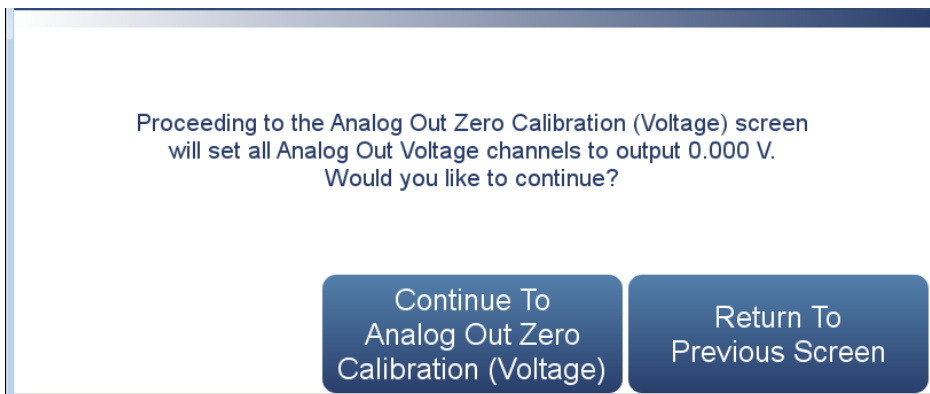 Proceeding to the Analog Out Zero Calibration (Voltage) screen
will set all Analog Out Voltage channels to output 0.000 V.
Would you like to continue?
Continue To
Analog Out Zero
Calibration (Voltage)
Return To
Previous Screen